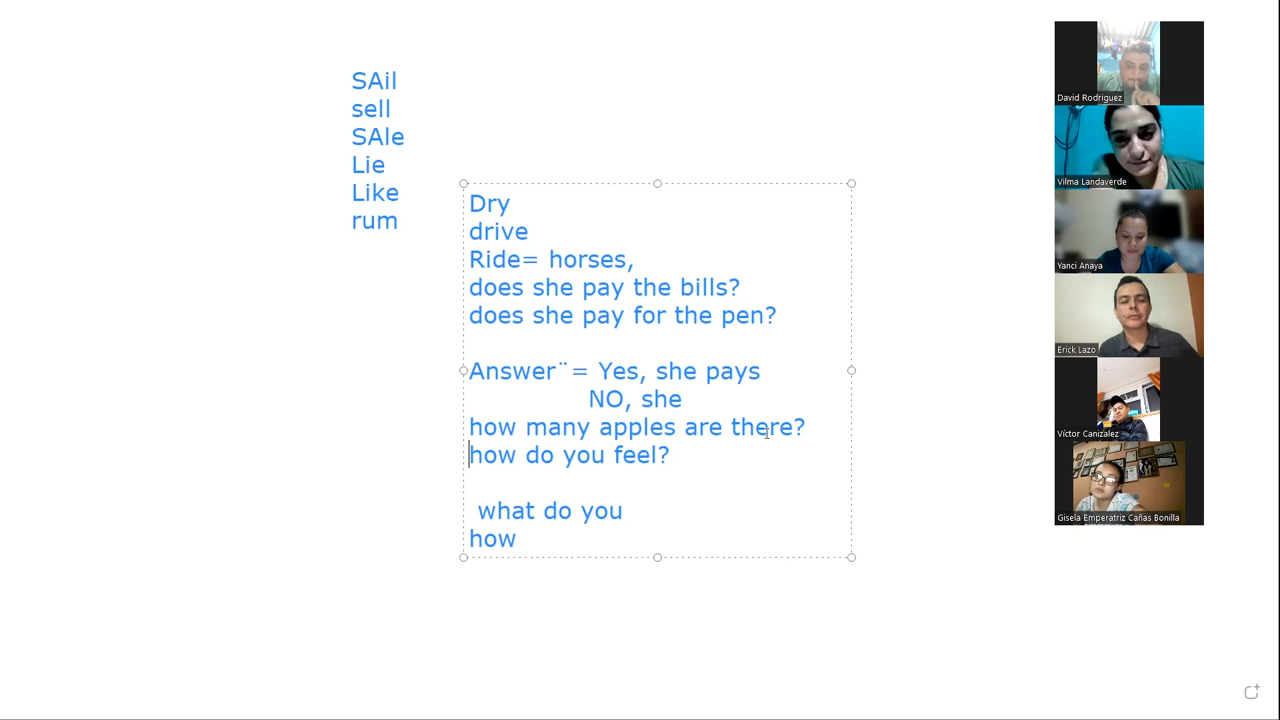 SAil
sell
SAle
Lie
Like
rum
Dry
drive
Ride= horses,
does she pay the bills?
does she pay for the pen?
Answer¨= Yes, she pays
NO, she
how many apples are there?
how do you feel?
what do you
how
David Rodriguez
Vilma Landaverde
Yanci Anaya
Erick Lazo
Víctor Canizalez
Gisela Emperatriz Cañas Bonilla